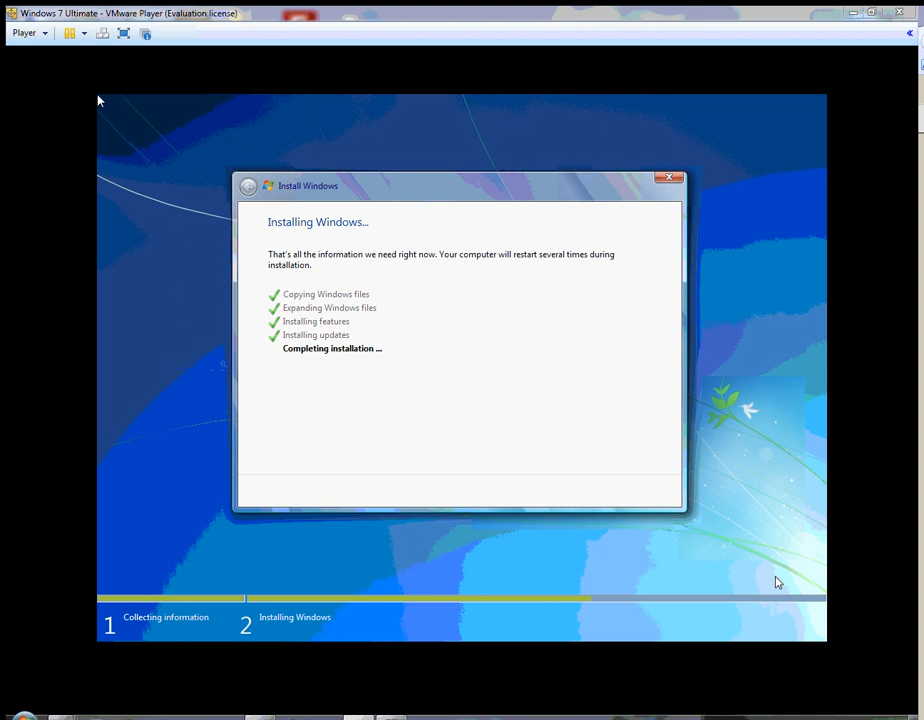 Windows 7 Ultimate - VMware Player (Evaluation license)
Player
Install Windows
Installing Windows...
That's all the information we need right now. Your computer will restart several times during
installation.
Copying Windows files
Expanding Windows files
Installing features
Installing updates
Completing installation ...
1 Collecting information
2 Installing Windows